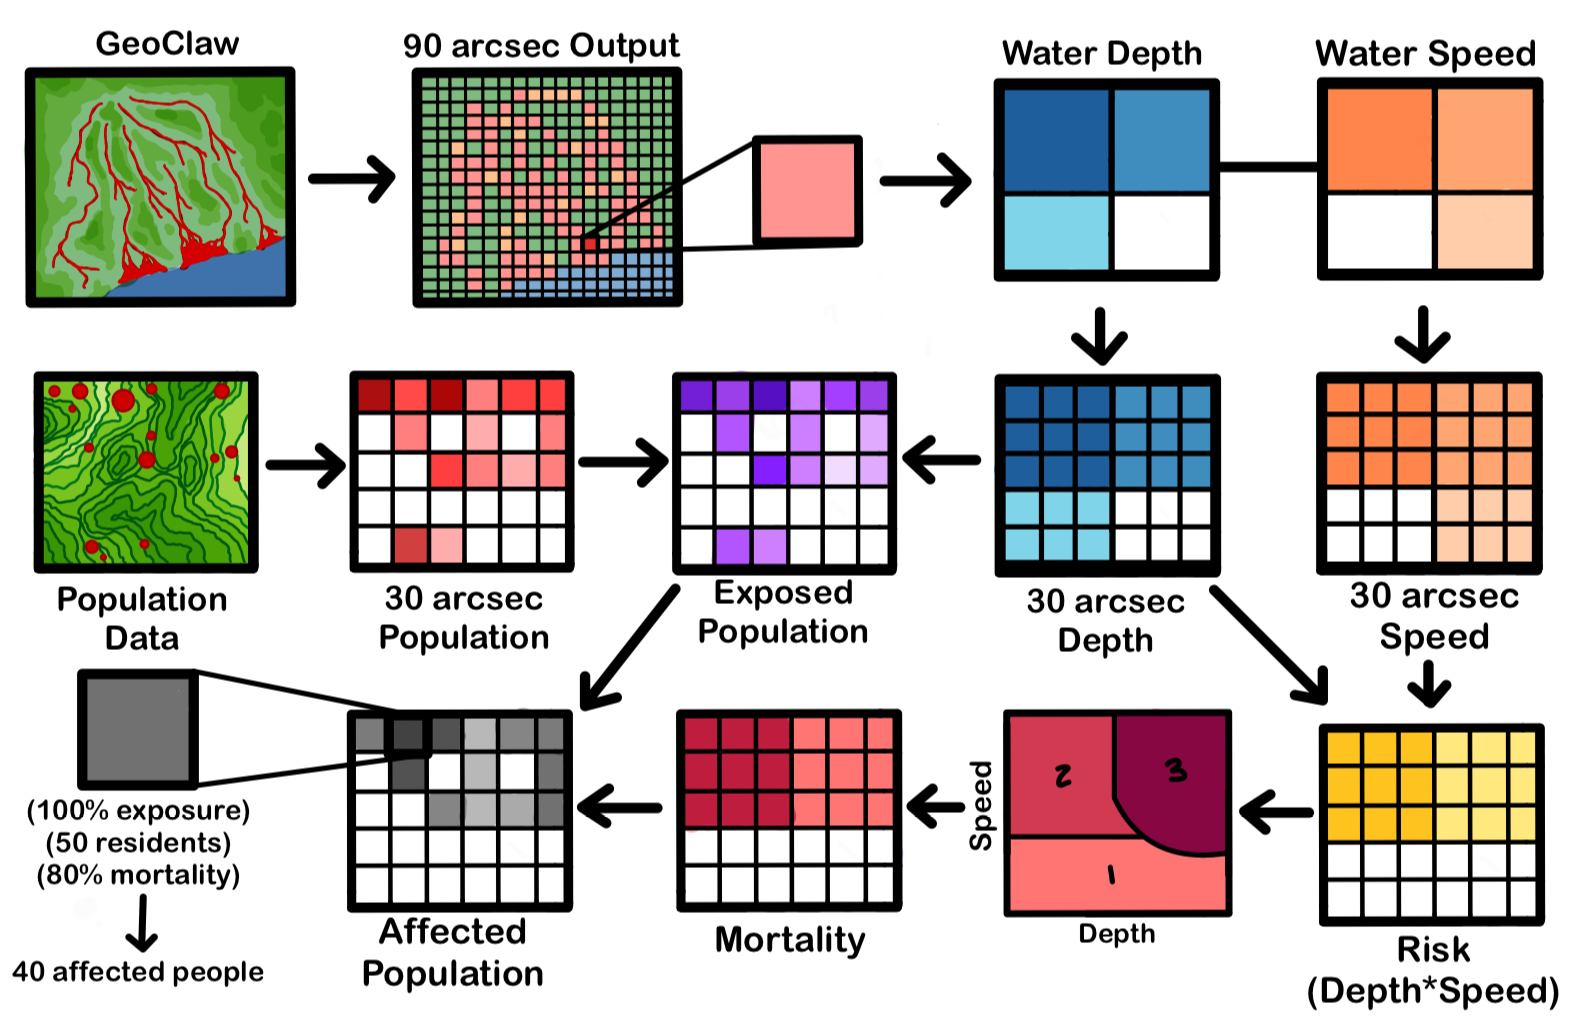 GeoClaw
90 arcsec Output
Water Depth
Water Speed
Population
Data
30 arcsec
Population
Exposed
Population
30 arcsec
Depth
30 arcsec
Speed
(100% exposure)
(50 residents)
(80% mortality)
40 affected people
Affected
Population
Mortality
Speed
2
3
1
Depth
Risk
(Depth*Speed)